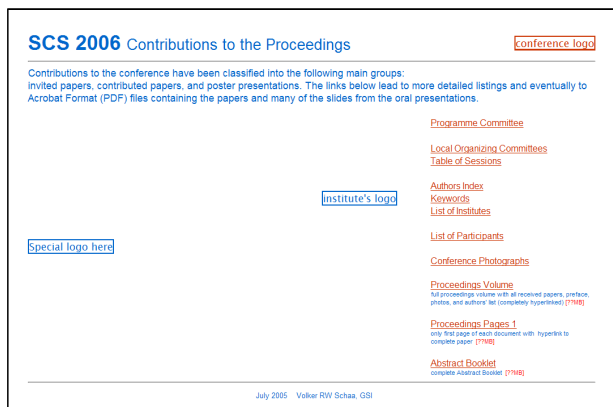 SCS 2006 Contributions to the Proceedings
conference logo
Contributions to the conference have been classified into the following main groups:
invited papers, contributed papers, and poster presentations. The links below lead to more detailed listings and eventually to
Acrobat Format (PDF) files containing the papers and many of the slides from the oral presentations.
Programme Committee
Local Organizing Committees
Table of Sessions
Authors Index
institute's logo
Keywords
List of Institutes
List of Participants
Special logo here
Conference Photographs
Proceedings Volume
full proceedings volume with all received papers, preface,
photos, and authors' list (completely hyperlinked) [??MB]
Proceedings Pages 1
only first page of each document with hyperlink to
complete paper [??MB]
Abstract Booklet
complete Abstract Booklet [??MB]
July 2005 Volker RW Schaa, GSI